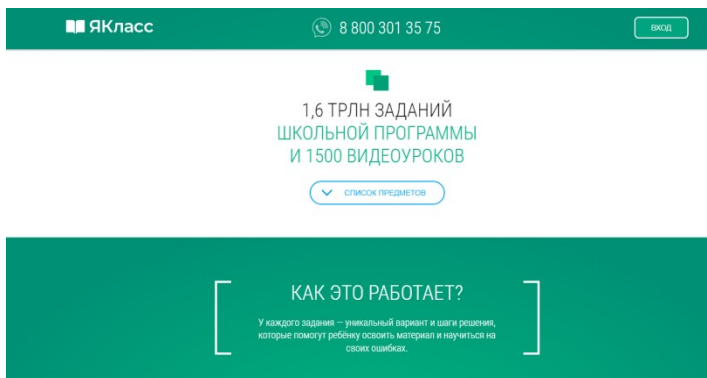 ЯКласс
8 800 301 35 75
ВХОД
1,6 ТРЛН ЗАДАНИЙ
ШКОЛЬНОЙ ПРОГРАММЫ
И 1500 ВИДЕОУРОКОВ
СПИСОК ПРЕДМЕТОВ
КАК ЭТО РАБОТАЕТ?
У каждого задания — уникальный вариант и шаги решения,
которые помогут ребёнку освоить материал и научиться на
своих ошибках.